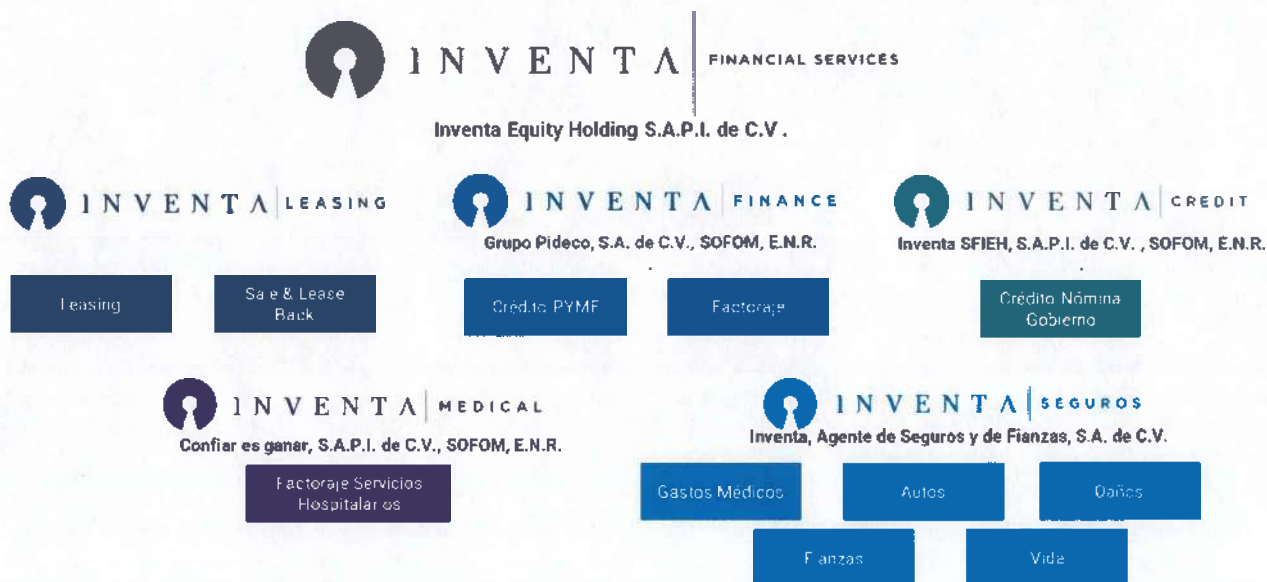 INVENTA FINANCIAL SERVICES
Inventa Equity Holding S.A.P.I. de C.V.
INVENTA LEASING
INVENTA FINANCE
INVENTA CREDIT
Grupo Pideco, S.A. de C.V., SOFOM, E.N.R.
Inventa SFIEH, S.A.P.I. de C.V. , SOFOM, E.N.R.
Leasing
Sale & Lease
Back
Crédito PYME
Factoraje
Crédito Nómina
Gobierno
INVENTA MEDICAL
INVENTA SEGUROS
Confiar es ganar, S.A.P.I. de C.V., SOFOM, E.N.R.
Inventa, Agente de Seguros y de Fianzas, S.A. de C.V.
Factoraje Servicios
Hospitalarios
Gastos Médicos
Autos
Daños
Fianzas
Vida